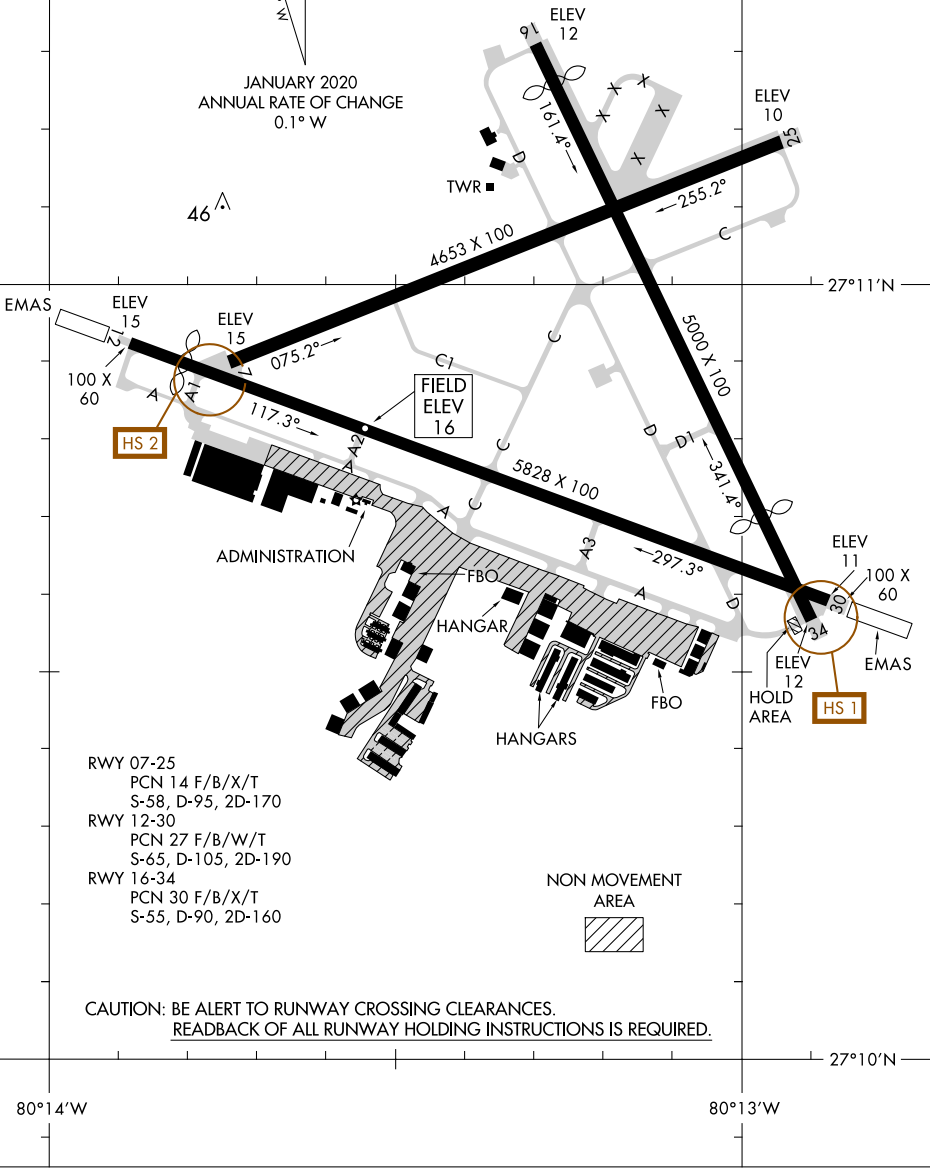 W
JANUARY 2020
ANNUAL RATE OF CHANGE
0.1° W
16
ELEV
12
161.4°
ELEV
10
25
255.2°
D
TWR
46
4653 X 100
C
27°11'N
EMAS
ELEV
15
12
100 X
60
ELEV
15
7
075.2°
C1
C
5000 X 100
FIELD
ELEV
16
A
A1
117.3°
HS 2
A2
A
C
D
D1
341.4°
5828 X 100
A
C
A3
297.3°
ADMINISTRATION
FBO
HANGAR
A
D
ELEV
11
100 X
60
30
34
ELEV
12
EMAS
HOLD
AREA
HS 1
FBO
HANGARS
RWY 07-25
PCN 14 F/B/X/T
S-58, D-95, 2D-170
RWY 12-30
PCN 27 F/B/W/T
S-65, D-105, 2D-190
RWY 16-34
PCN 30 F/B/X/T
S-55, D-90, 2D-160
NON MOVEMENT
AREA
CAUTION: BE ALERT TO RUNWAY CROSSING CLEARANCES.
READBACK OF ALL RUNWAY HOLDING INSTRUCTIONS IS REQUIRED.
27°10'N
80°14'W
80°13'W
X
X
X
X
X